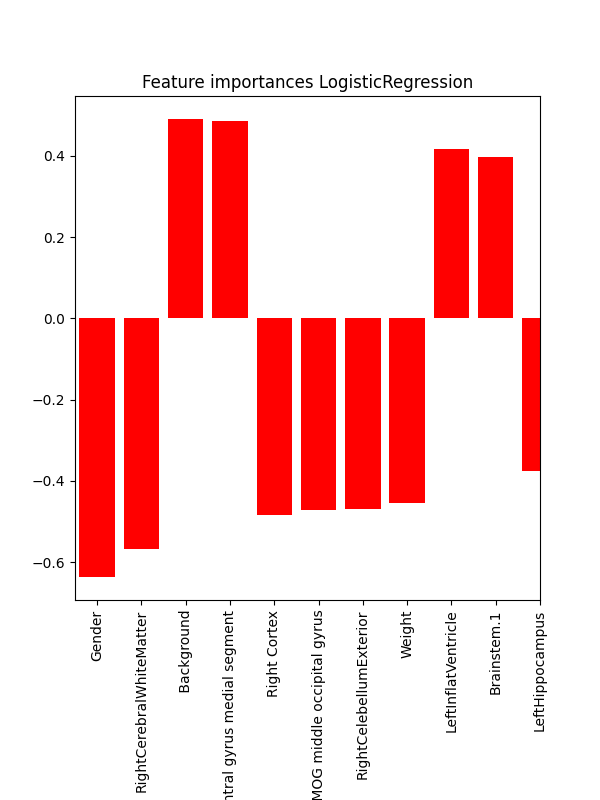 Feature importances LogisticRegression
0.4
0.2
0.0
−0.2
−0.4
−0.6
Gender
RightCerebralWhiteMatter
Background
gyrus medial segment
Right Cortex
MOG middle occipital gyrus
RightCelebellumExterior
Weight
LeftInflatVentricle
Brainstem.1
LeftHippocampus